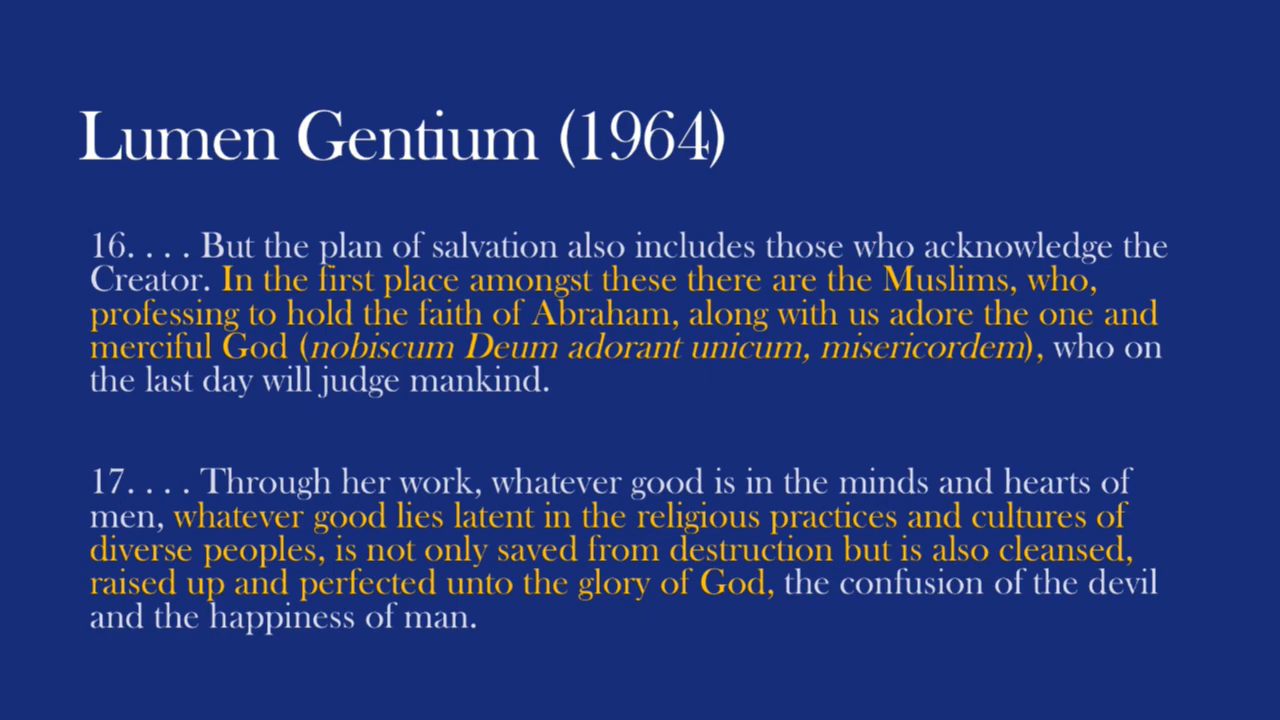 Lumen Gentium (1964)
16. . . . But the plan of salvation also includes those who acknowledge the
Creator. In the first place amongst these there are the Muslims, who,
professing to hold the faith of Abraham, along with us adore the one and
merciful God (nobiscum Deum adorant unicum, misericordem), who on
the last day will judge mankind.
17. . . . Through her work, whatever good is in the minds and hearts of
men, whatever good lies latent in the religious practices and cultures of
diverse peoples, is not only saved from destruction but is also cleansed,
raised up and perfected unto the glory of God, the confusion of the devil
and the happiness of man.